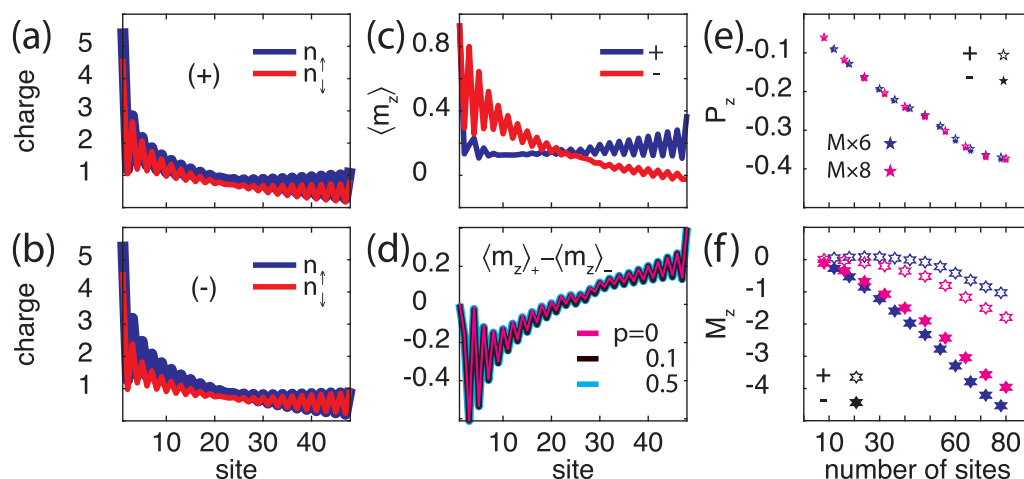 (a)
charge
5
4
3
2
1
(+)
n↑
n↓
(b)
charge
5
4
3
2
1
(-)
n↑
n↓
10 20 30 40
site
(c)
⟨m_z⟩
0.8
0.4
0
+
-
(d)
⟨m_z⟩₊−⟨m_z⟩₋
0.2
0
-0.2
-0.4
p=0
0.1
0.5
10 20 30 40
site
(e)
P_z
-0.1
-0.2
-0.3
-0.4
+
-
M×6
M×8
(f)
M_z
0
-1
-2
-3
-4
+
-
10 40 60 80
number of sites